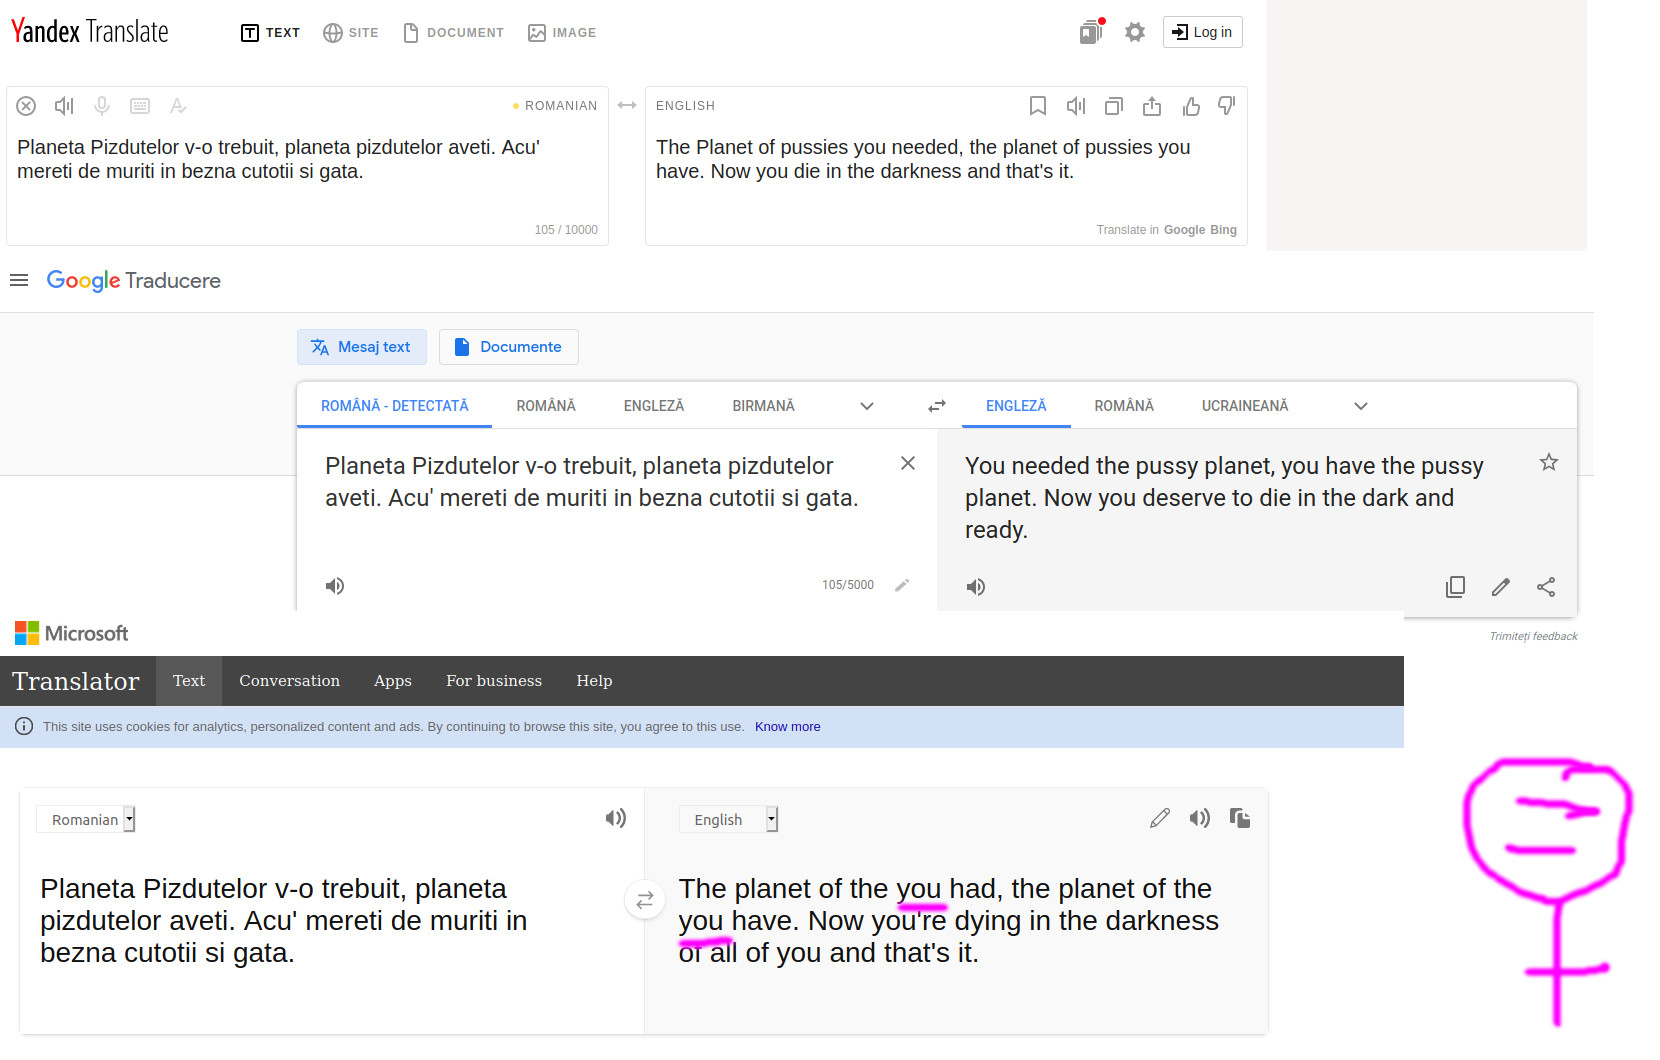 Yandex Translate
TEXT SITE DOCUMENT IMAGE
Log in
ROMANIAN
ENGLISH
Planeta Pizdutelor v-o trebuit, planeta pizdutelor aveti. Acu'
mereti de muriti in bezna cutotii si gata.
105 / 10000
The Planet of pussies you needed, the planet of pussies you
have. Now you die in the darkness and that's it.
Translate in Google Bing
Google Traducere
Mesaj text Documente
ROMÂNĂ - DETECTATĂ ROMÂNĂ ENGLEZĂ BIRMANĂ
ENGLEZĂ ROMÂNĂ UCRAINEANĂ
Planeta Pizdutelor v-o trebuit, planeta pizdutelor
aveti. Acu' mereti de muriti in bezna cutotii si gata.
105/5000
You needed the pussy planet, you have the pussy
planet. Now you deserve to die in the dark and
ready.
Trimiteți feedback
Microsoft
Translator Text Conversation Apps For business Help
This site uses cookies for analytics, personalized content and ads. By continuing to browse this site, you agree to this use. Know more
Romanian
English
Planeta Pizdutelor v-o trebuit, planeta
pizdutelor aveti. Acu' mereti de muriti in
bezna cutotii si gata.
The planet of the you had, the planet of the
you have. Now you're dying in the darkness
of all of you and that's it.